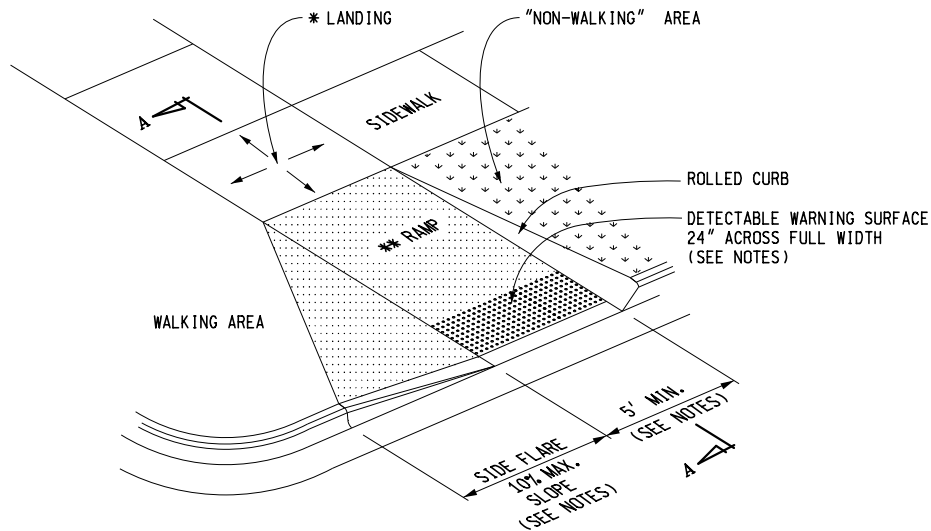 * LANDING
"NON-WALKING" AREA
A
SIDEWALK
ROLLED CURB
** RAMP
DETECTABLE WARNING SURFACE
24" ACROSS FULL WIDTH
(SEE NOTES)
WALKING AREA
5' MIN.
(SEE NOTES)
SIDE FLARE
10% MAX.
SLOPE
(SEE NOTES)
A